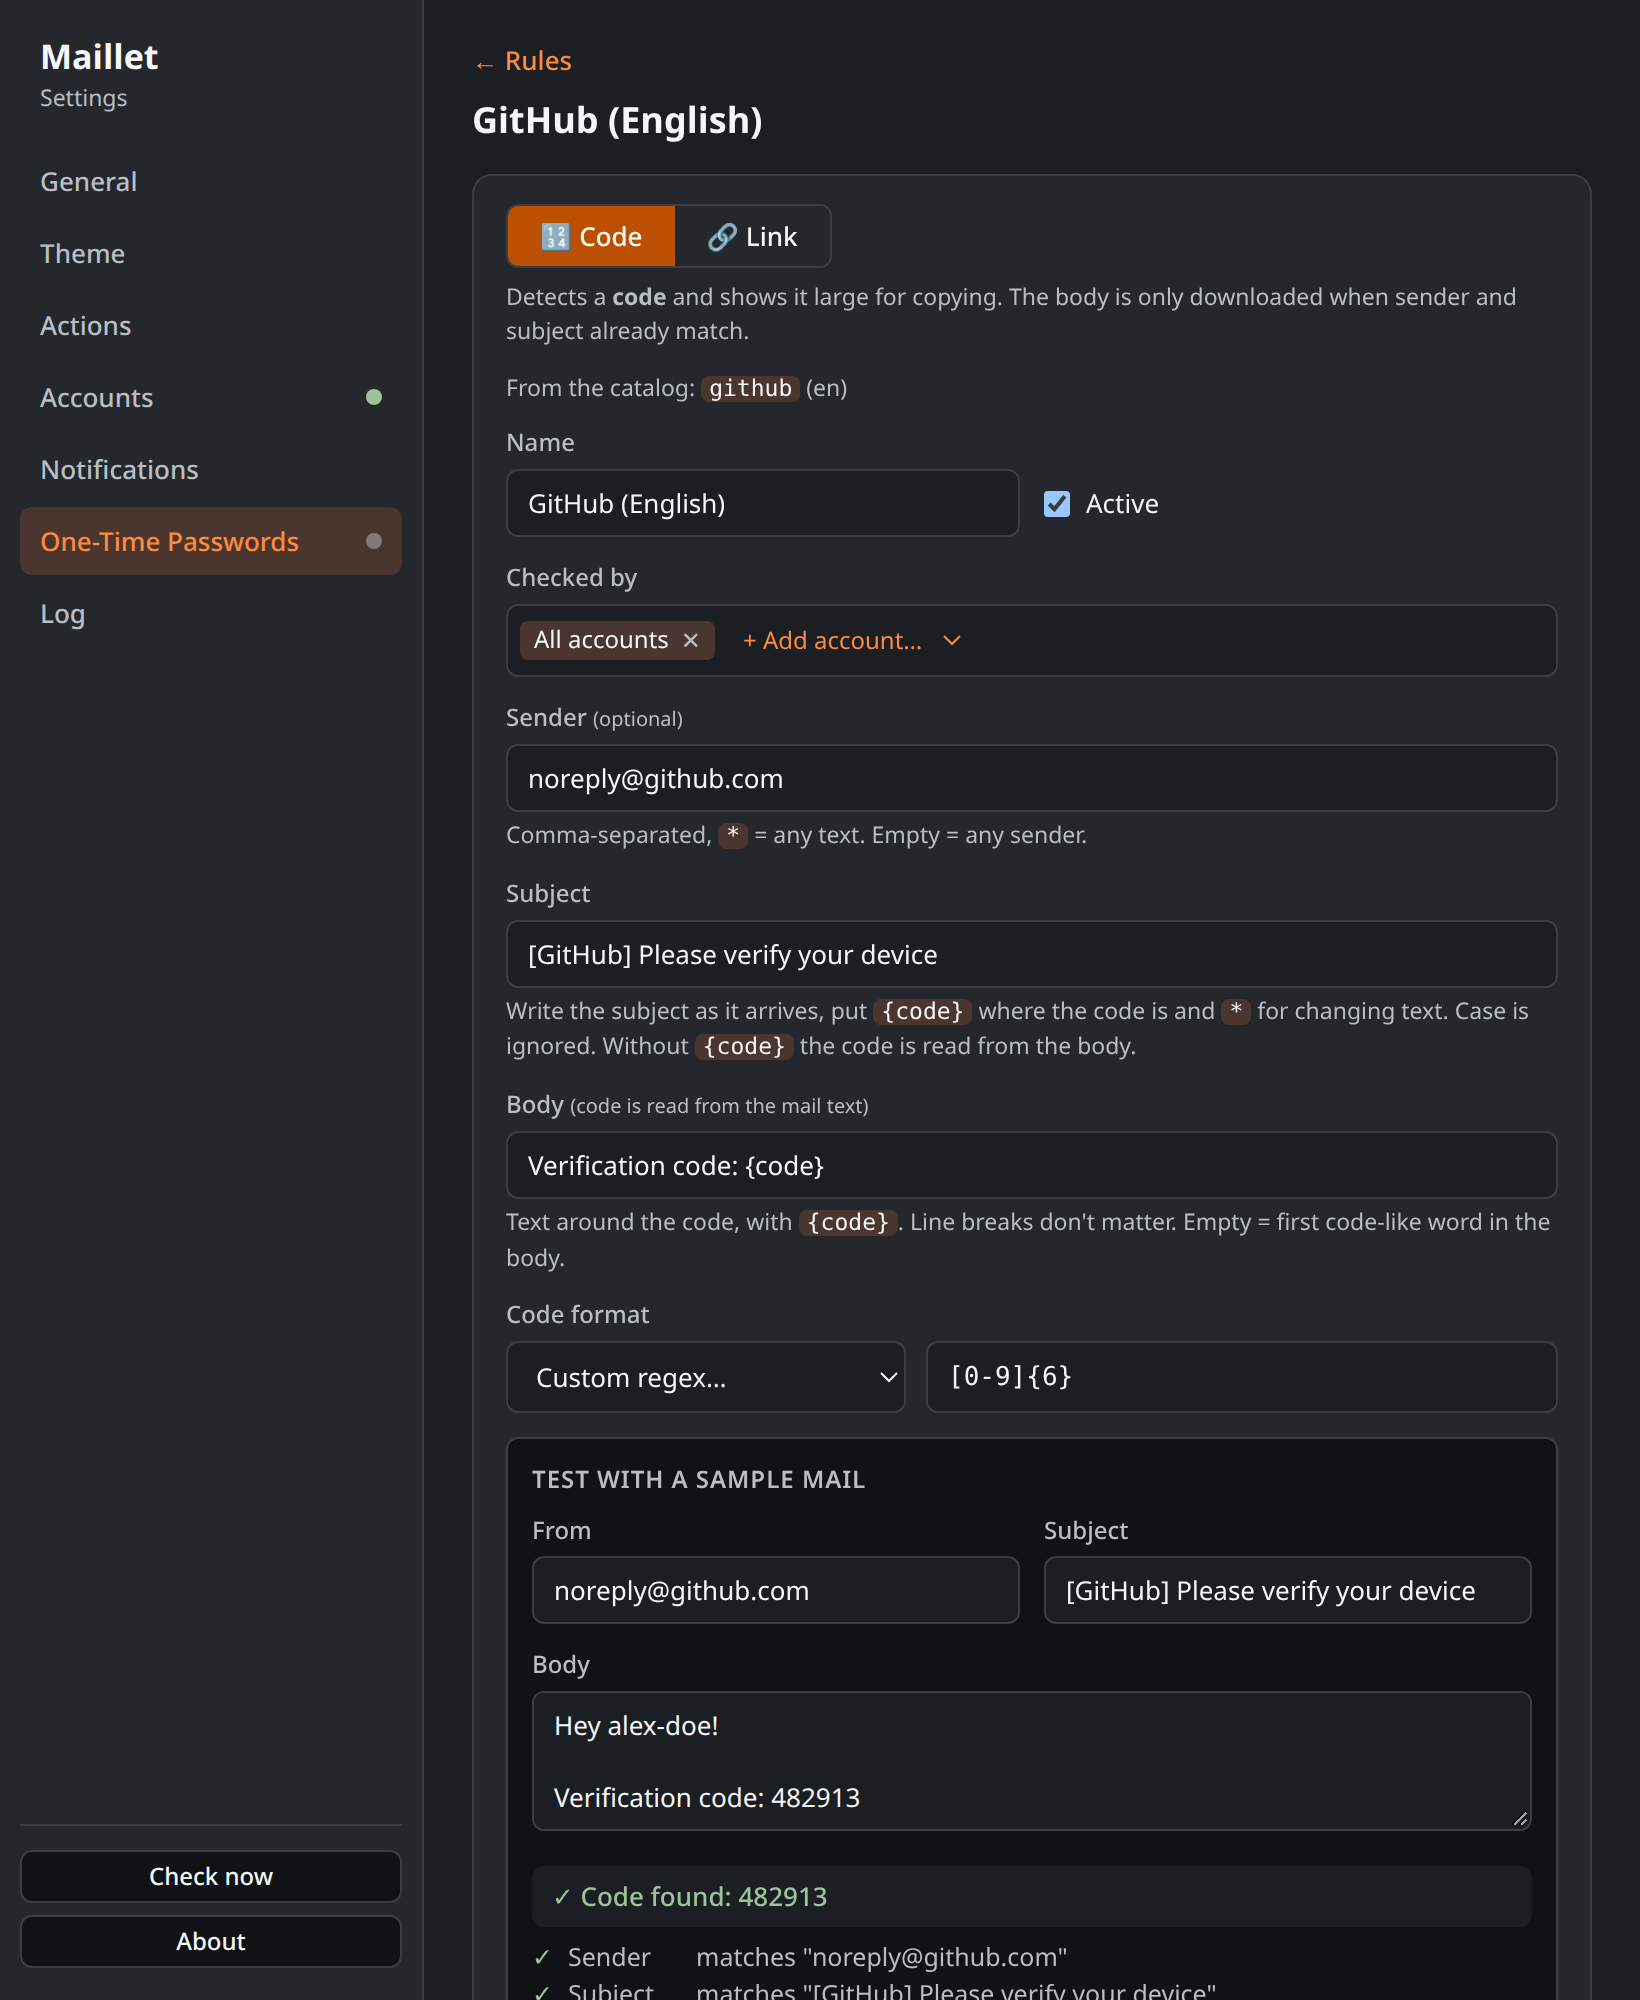 Maillet
Settings
General
Theme
Actions
Accounts
Notifications
One-Time Passwords
Log
Check now
About
← Rules
GitHub (English)
🔢 Code
🔗 Link
Detects a code and shows it large for copying. The body is only downloaded when sender and
subject already match.
From the catalog: github (en)
Name
GitHub (English)
Active
Checked by
All accounts ✕ + Add account...
Sender (optional)
noreply@github.com
Comma-separated, * = any text. Empty = any sender.
Subject
[GitHub] Please verify your device
Write the subject as it arrives, put {code} where the code is and * for changing text. Case is
ignored. Without {code} the code is read from the body.
Body (code is read from the mail text)
Verification code: {code}
Text around the code, with {code}. Line breaks don't matter. Empty = first code-like word in the
body.
Code format
Custom regex...
[0-9]{6}
TEST WITH A SAMPLE MAIL
From
noreply@github.com
Subject
[GitHub] Please verify your device
Body
Hey alex-doe!
Verification code: 482913
✓ Code found: 482913
✓ Sender matches "noreply@github.com"
✓ Subject matches "[GitHub] Please verify your device"